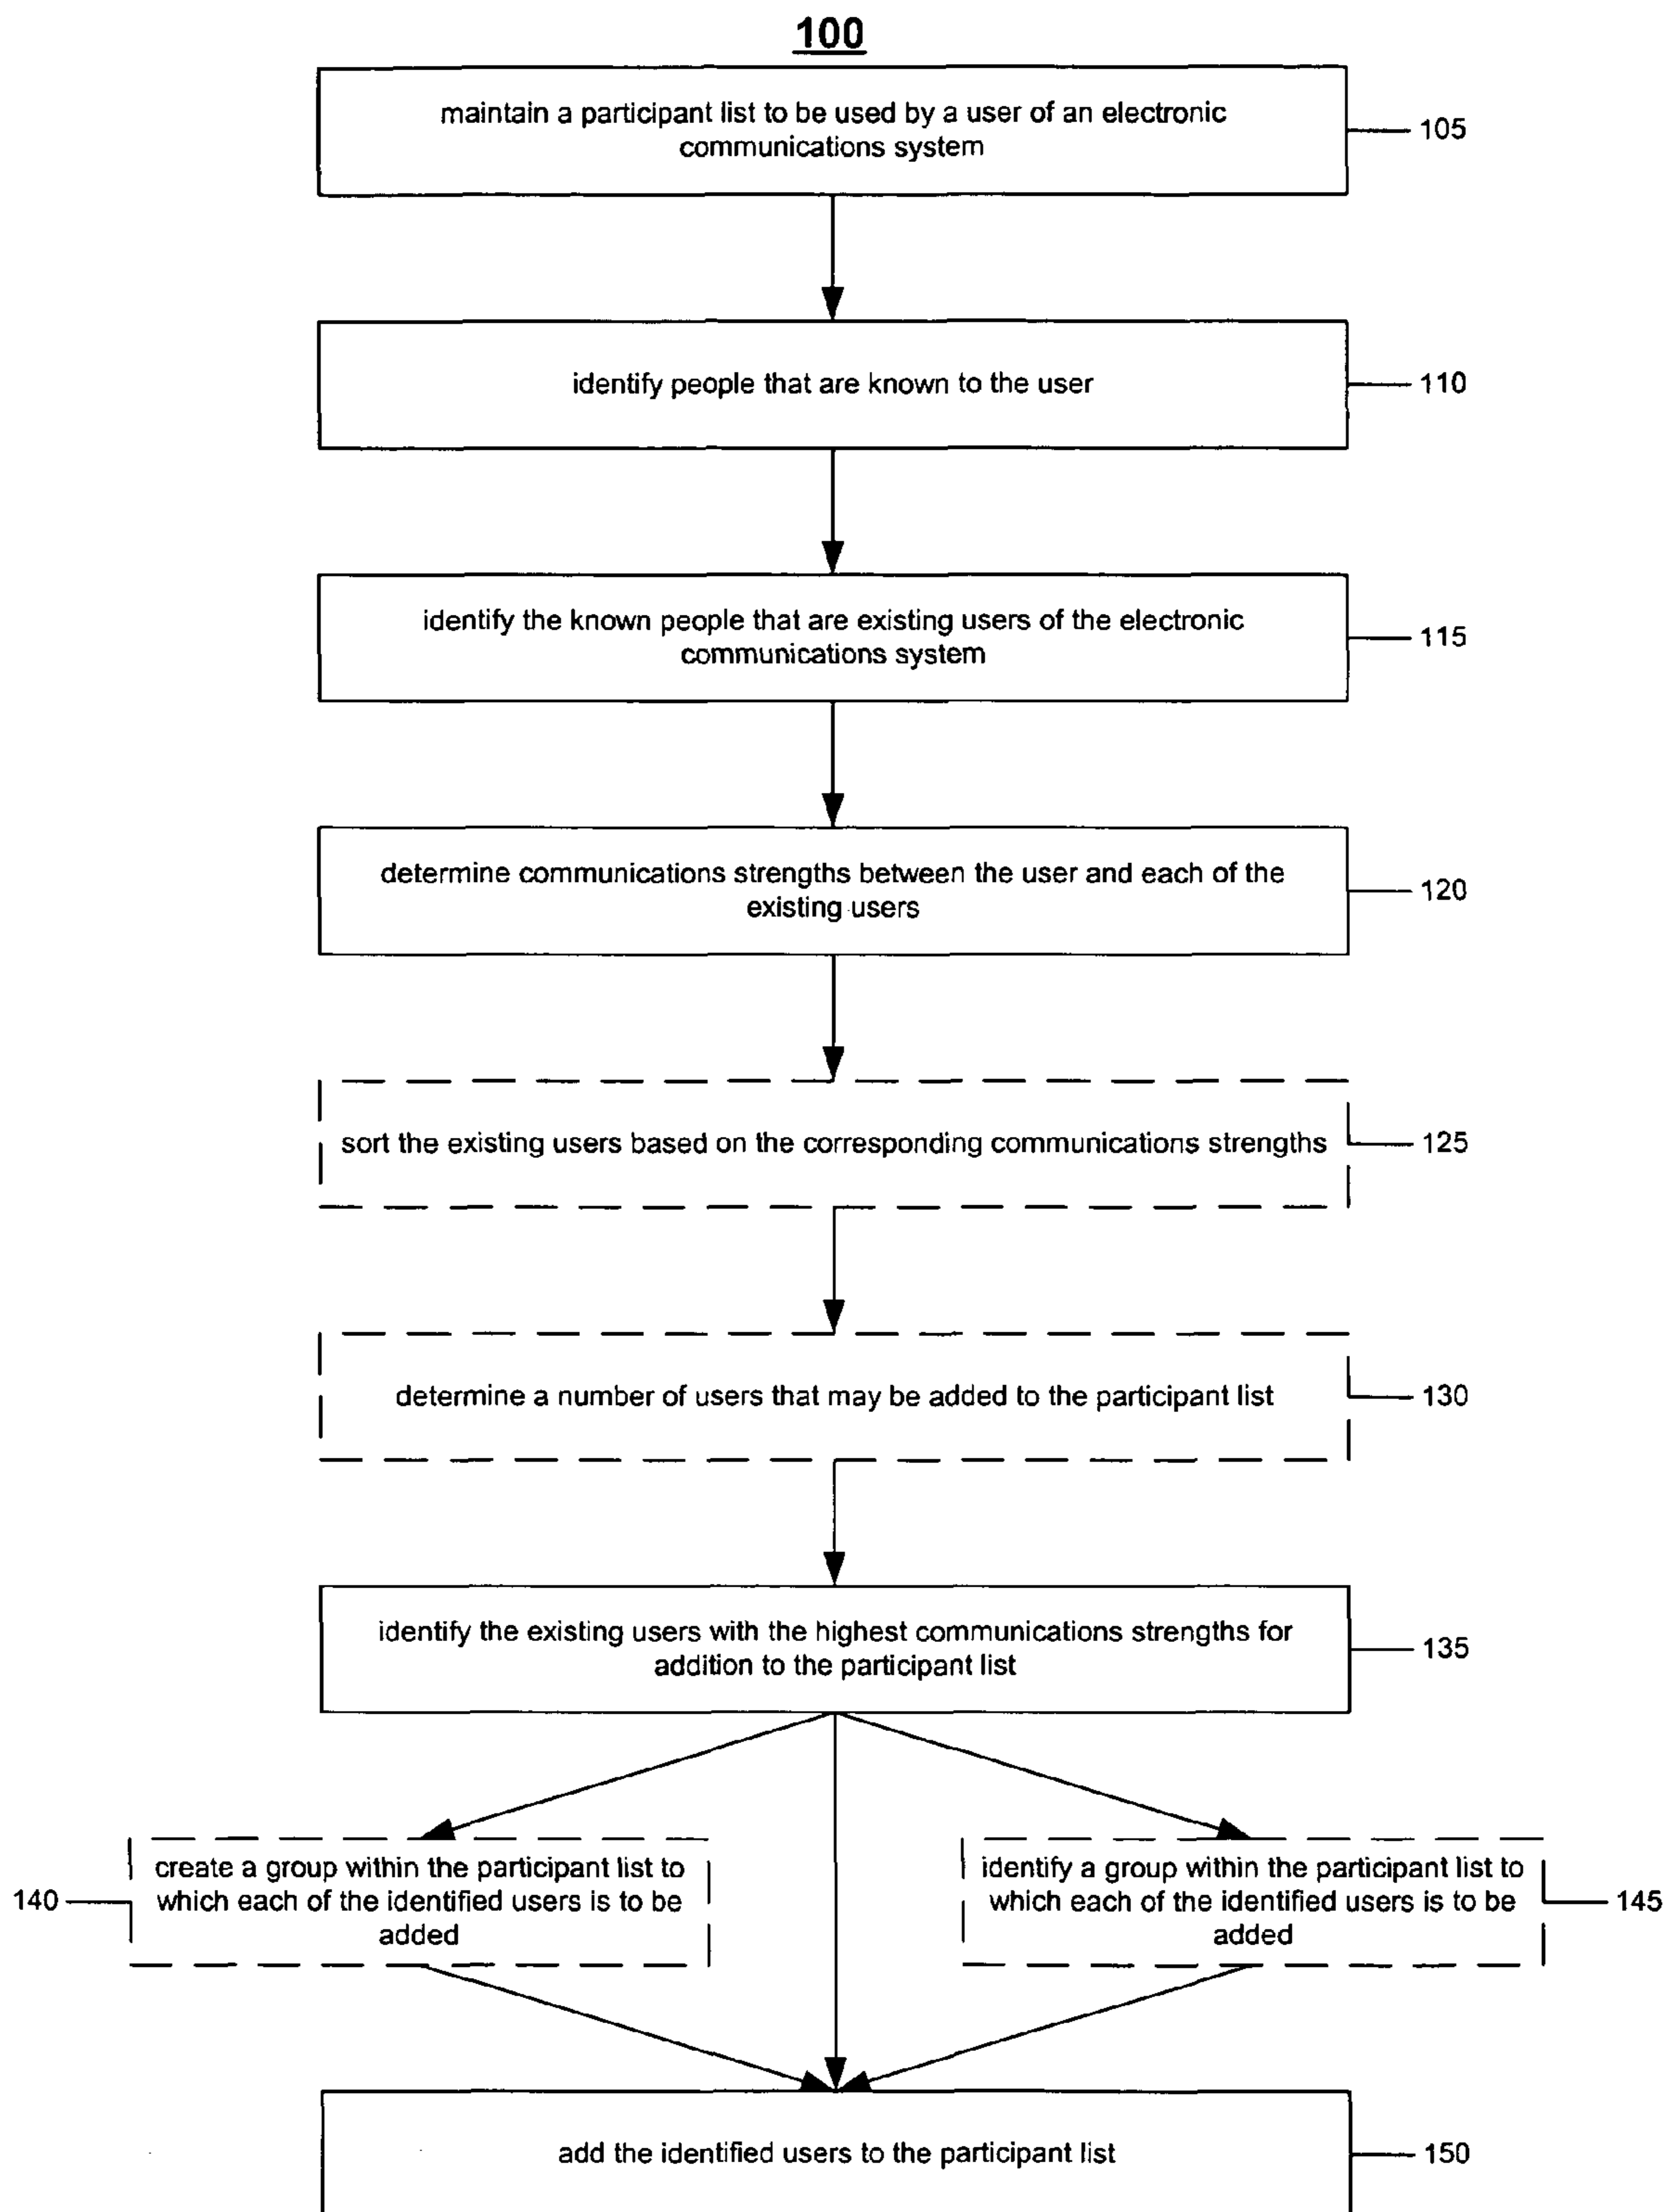 100
maintain a participant list to be used by a user of an electronic
communications system
105
identify people that are known to the user
110
identify the known people that are existing users of the electronic
communications system
115
determine communications strengths between the user and each of the
existing users
120
sort the existing users based on the corresponding communications strengths
125
determine a number of users that may be added to the participant list
130
identify the existing users with the highest communications strengths for
addition to the participant list
135
140
create a group within the participant list to
which each of the identified users is to be
added
identify a group within the participant list to
which each of the identified users is to be
added
145
add the identified users to the participant list
150